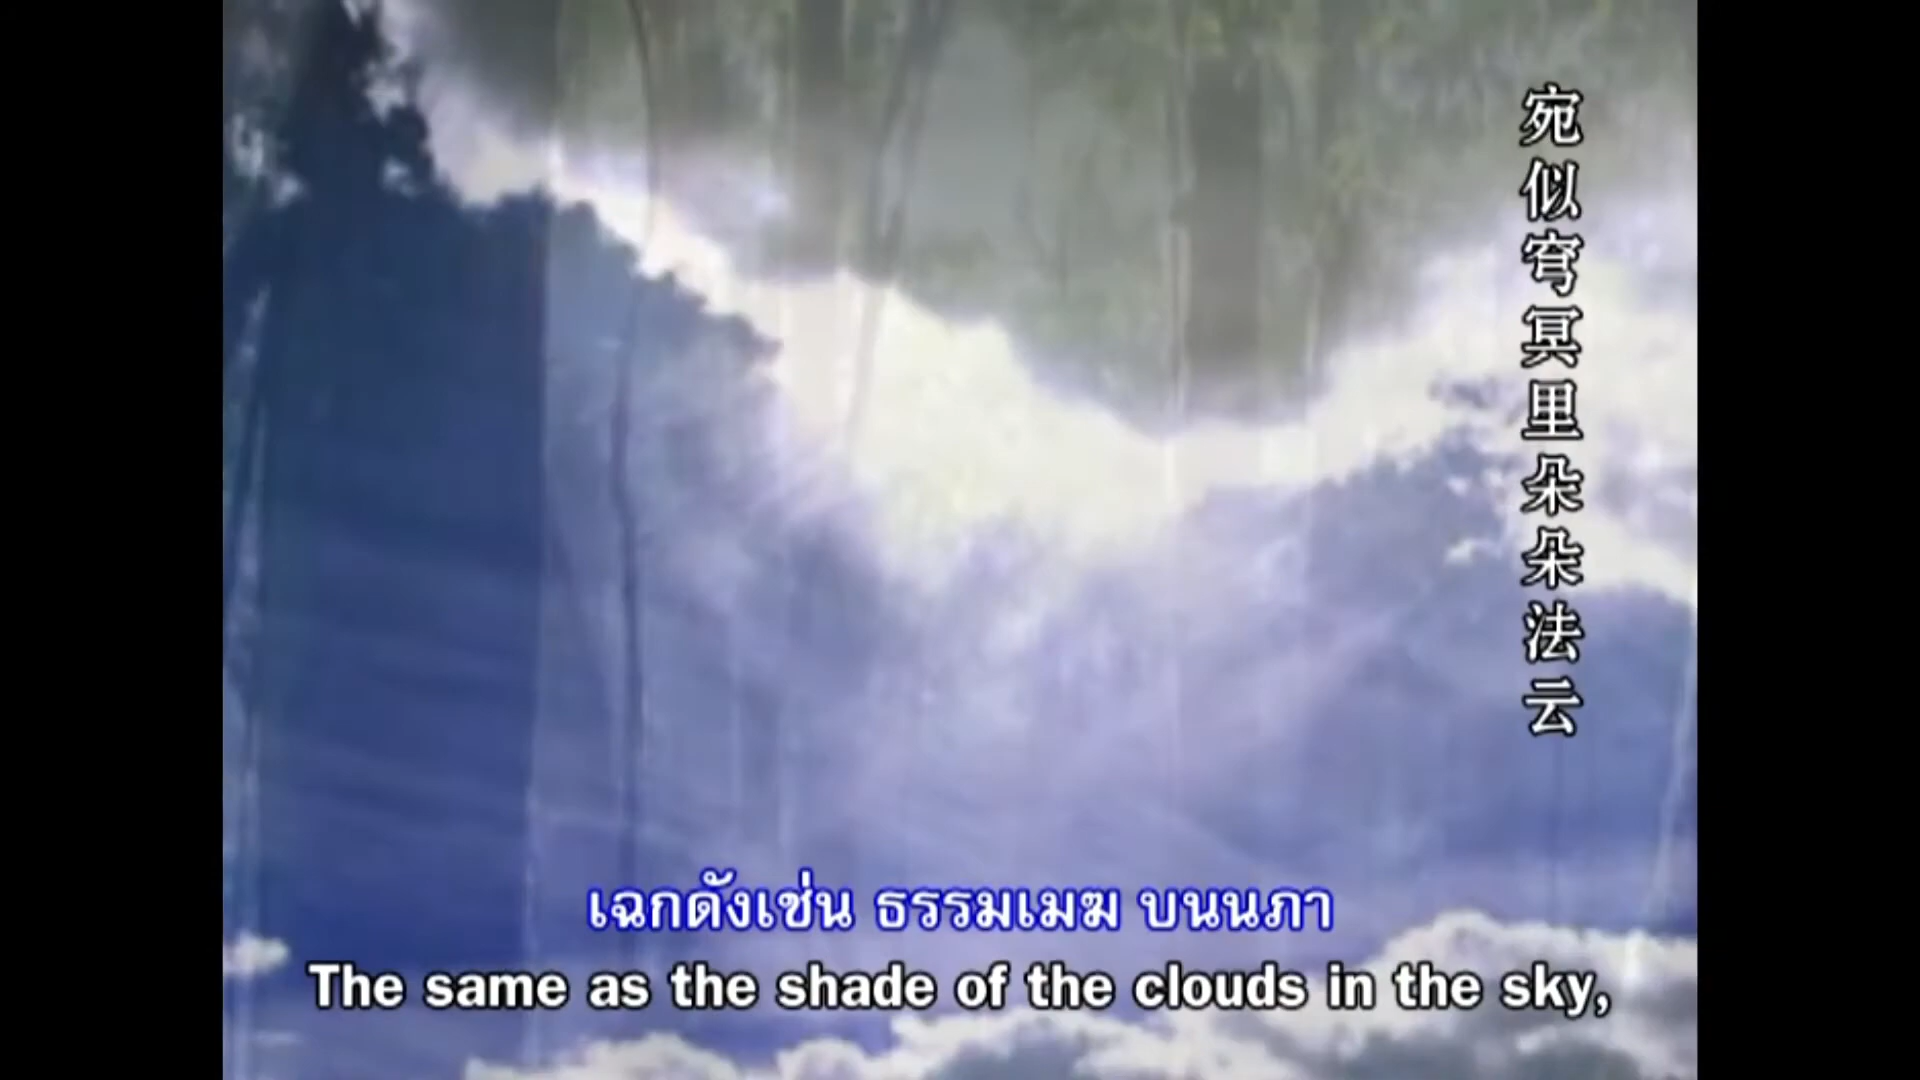 宛似穹冥里朵朵法云
เฉกดังเช่น ธรรมเมฆ บนนภา
The same as the shade of the clouds in the sky,